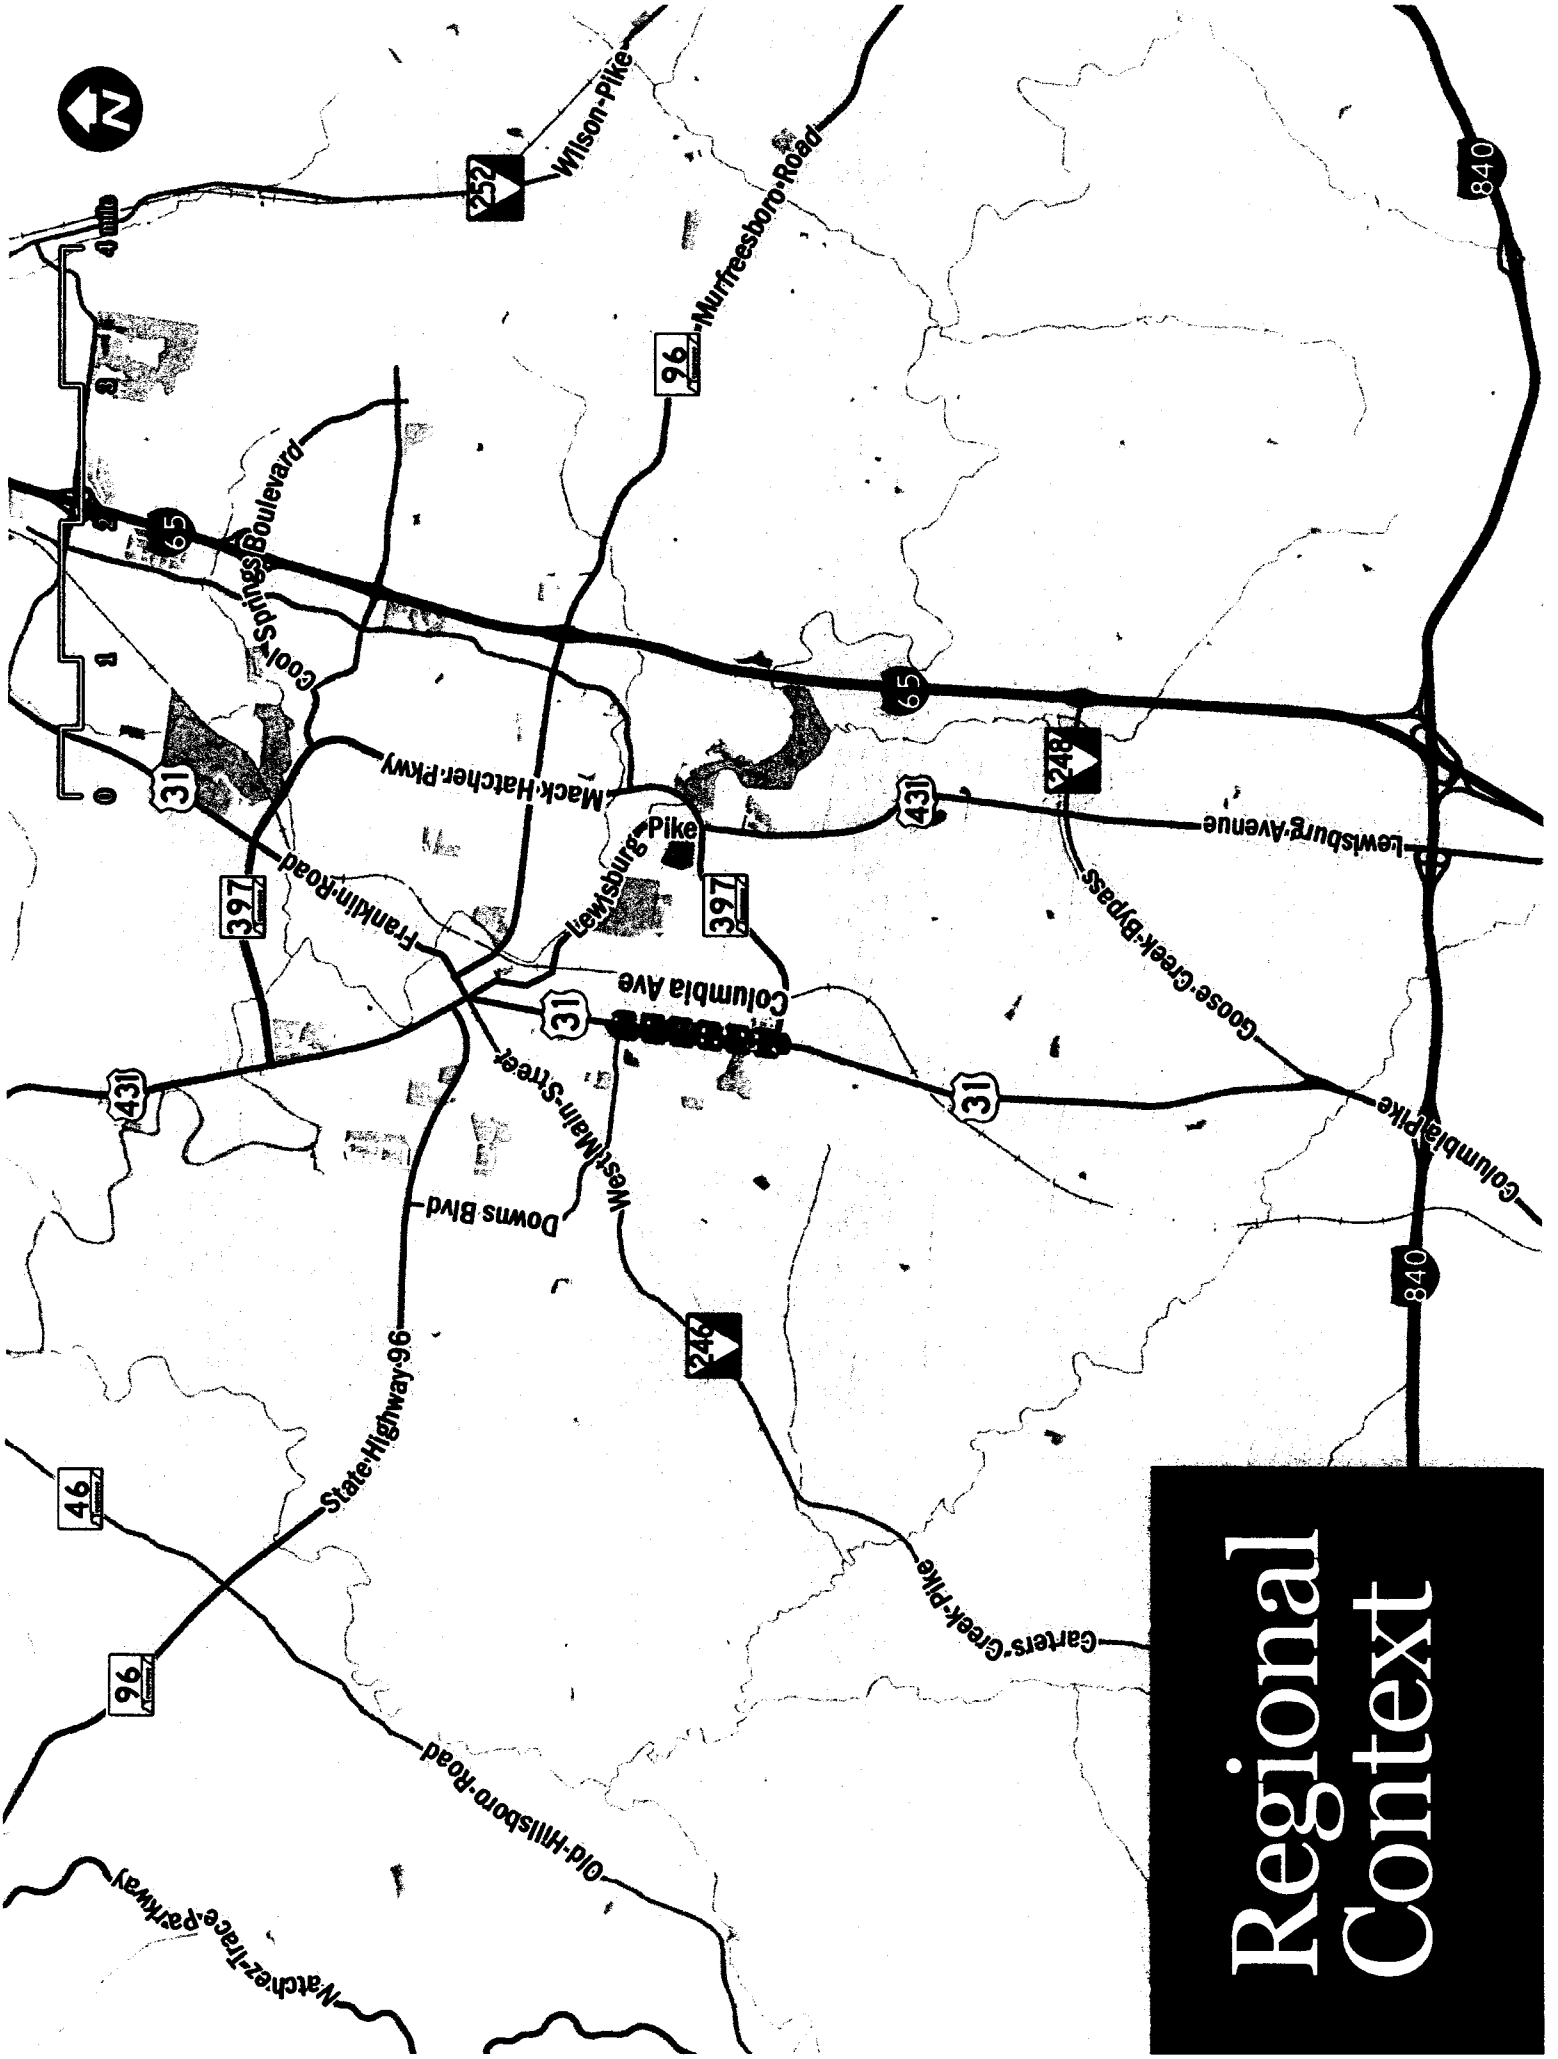 Regional
Context
N
0
1
2
3
4 mile
Natchez Trace Parkway
96
46
Old Hillsboro Road
State Highway 96
431
397
31
Franklin Road
Cool Springs Boulevard
65
252
Wilson Pike
Downs Blvd
West Main Street
31
Columbia Ave
Mack Hatcher Pkwy
Lewisburg Pike
96
Murfreesboro Road
246
Carters Creek Pike
397
431
65
31
248
Goose Creek Bypass
Lewisburg Avenue
Columbia Pike
840
840